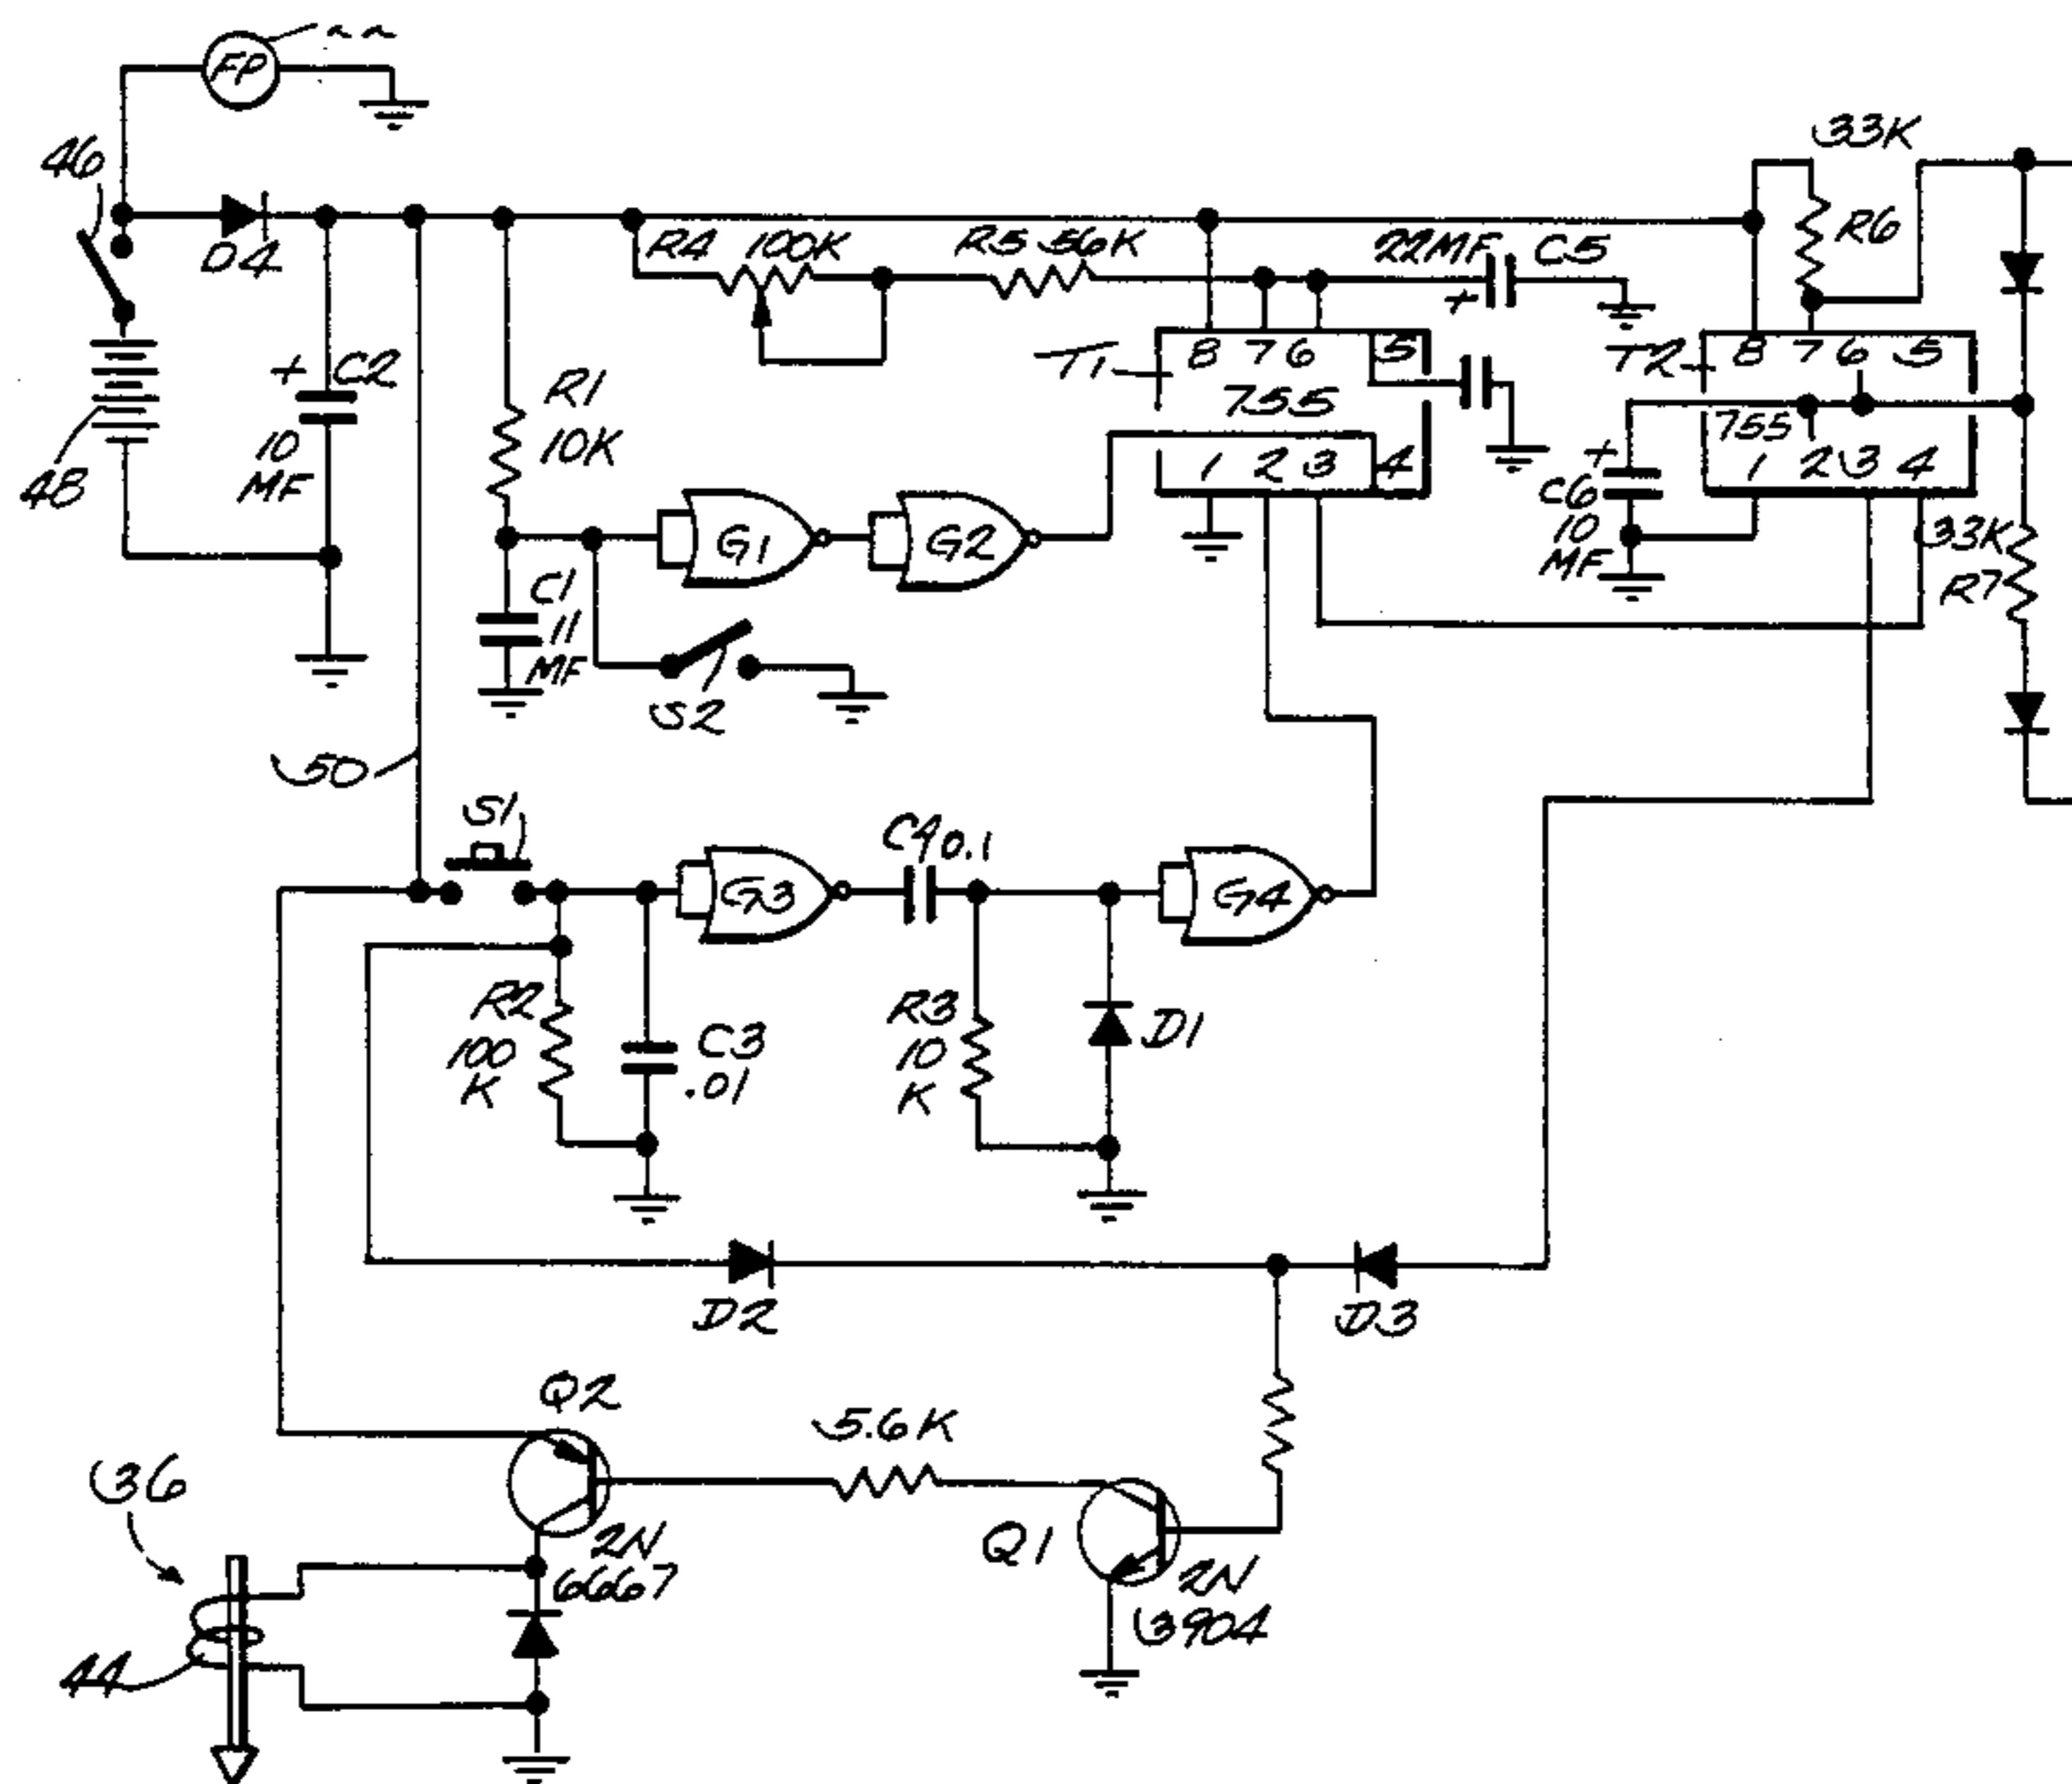 FP
46
D4
48
+
C2
10
MF
R4 100K
R5 56K
22MF
+
C5
33K
R6
R1
10K
T1
8 7 6 5
755
1 2 3 4
T2
8 7 6 5
755
1 2 3 4
+
C6
10
MF
33K
R7
G1
G2
C1
11
MF
S2
50
S1
G3
C4 0.1
G4
R2
100
K
C3
.01
R3
10
K
D1
D2
D3
Q2
2N
6667
5.6K
Q1
2N
3904
36
44